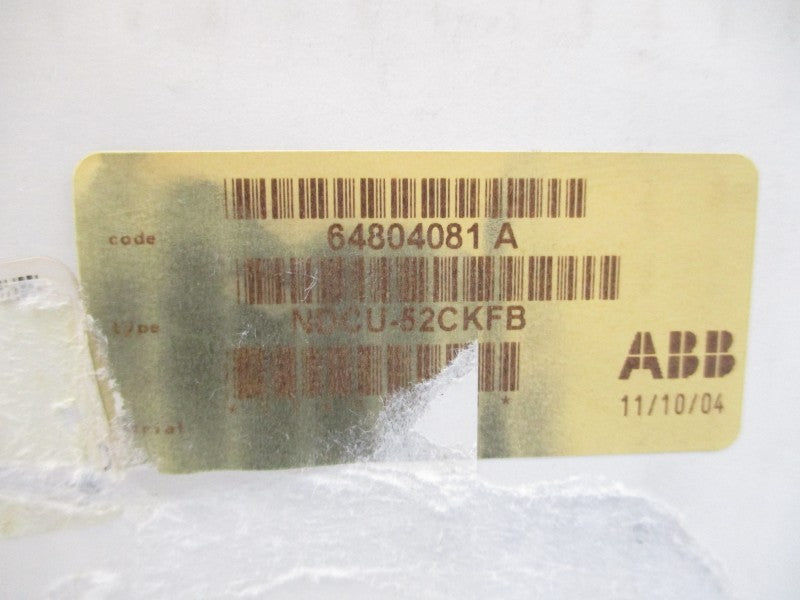 code
64804081 A
type
NDCU-52CKFB
ABB
11/10/04
* *